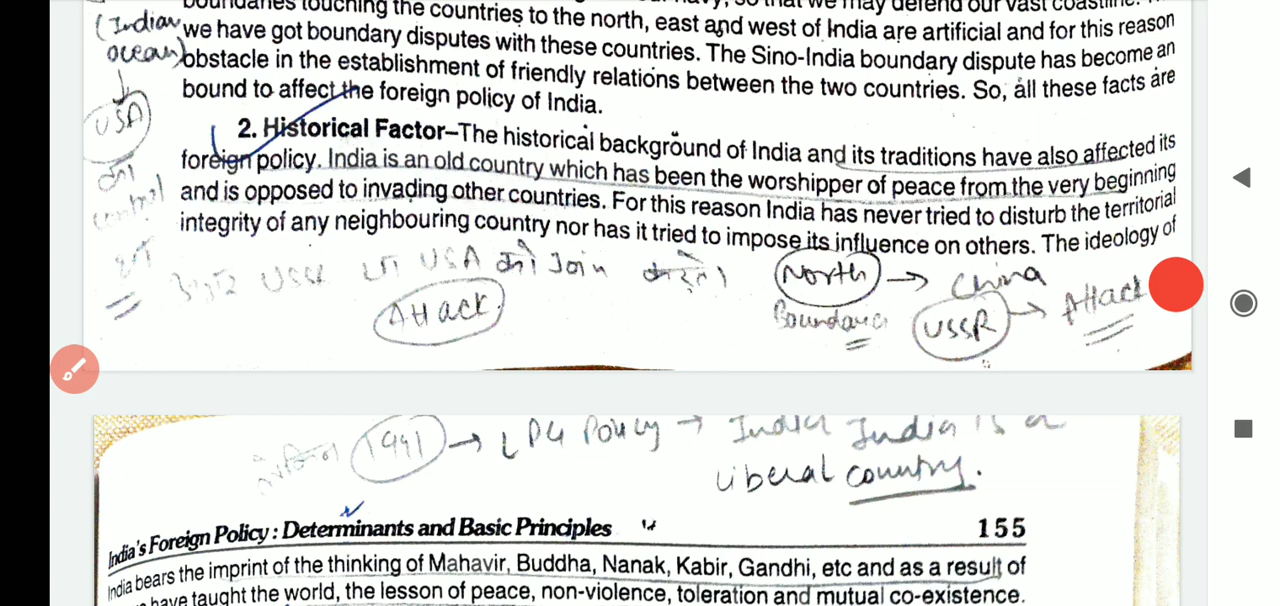 boundaries touching the countries to the north, east and west of India are artificial and for this reason
(Indian we have got boundary disputes with these countries. The Sino-India boundary dispute has become an
ocean) obstacle in the establishment of friendly relations between the two countries. So, all these facts are
bound to affect the foreign policy of India.
USA
2. Historical Factor–The historical background of India and its traditions have also affected its
foreign policy. India is an old country which has been the worshipper of peace from the very beginning
and is opposed to invading other countries. For this reason India has never tried to disturb the territorial
control
integrity of any neighbouring country nor has it tried to impose its influence on others. The ideology of
USSR USA को Join
North → China
Attack
Boundary
USSR → Attack
1991 → LPG Policy → India India is a
liberal country.
India's Foreign Policy : Determinants and Basic Principles 155
India bears the imprint of the thinking of Mahavir, Buddha, Nanak, Kabir, Gandhi, etc and as a result of
have taught the world, the lesson of peace, non-violence, toleration and mutual co-existence.